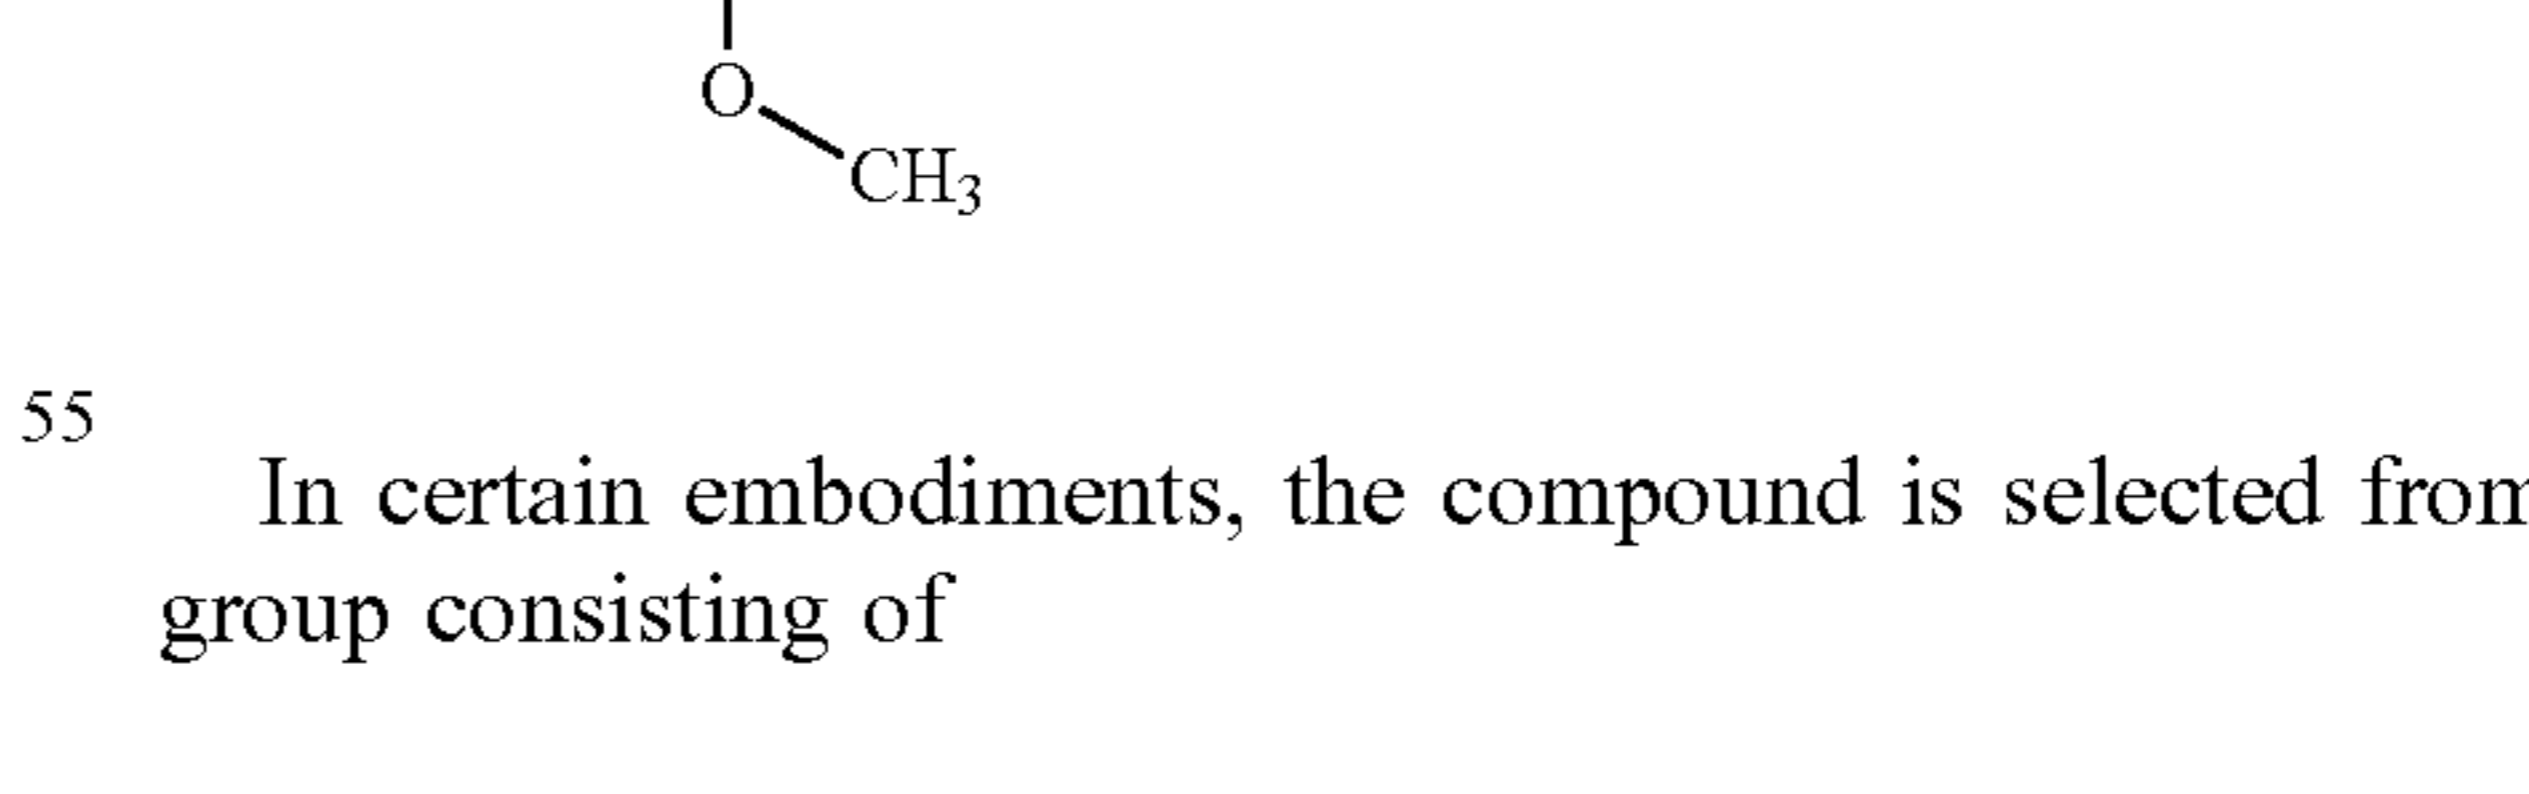 O
CH₃
55
In certain embodiments, the compound is selected from
group consisting of